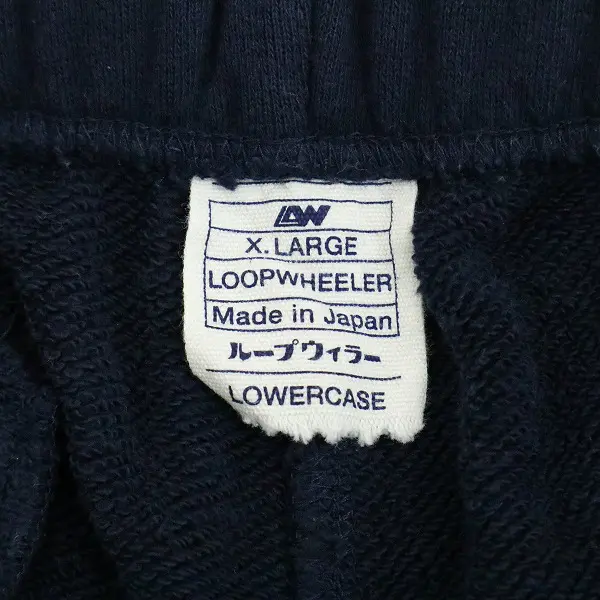 LW
X. LARGE
LOOPWHEELER
Made in Japan
ループウィラー
LOWERCASE